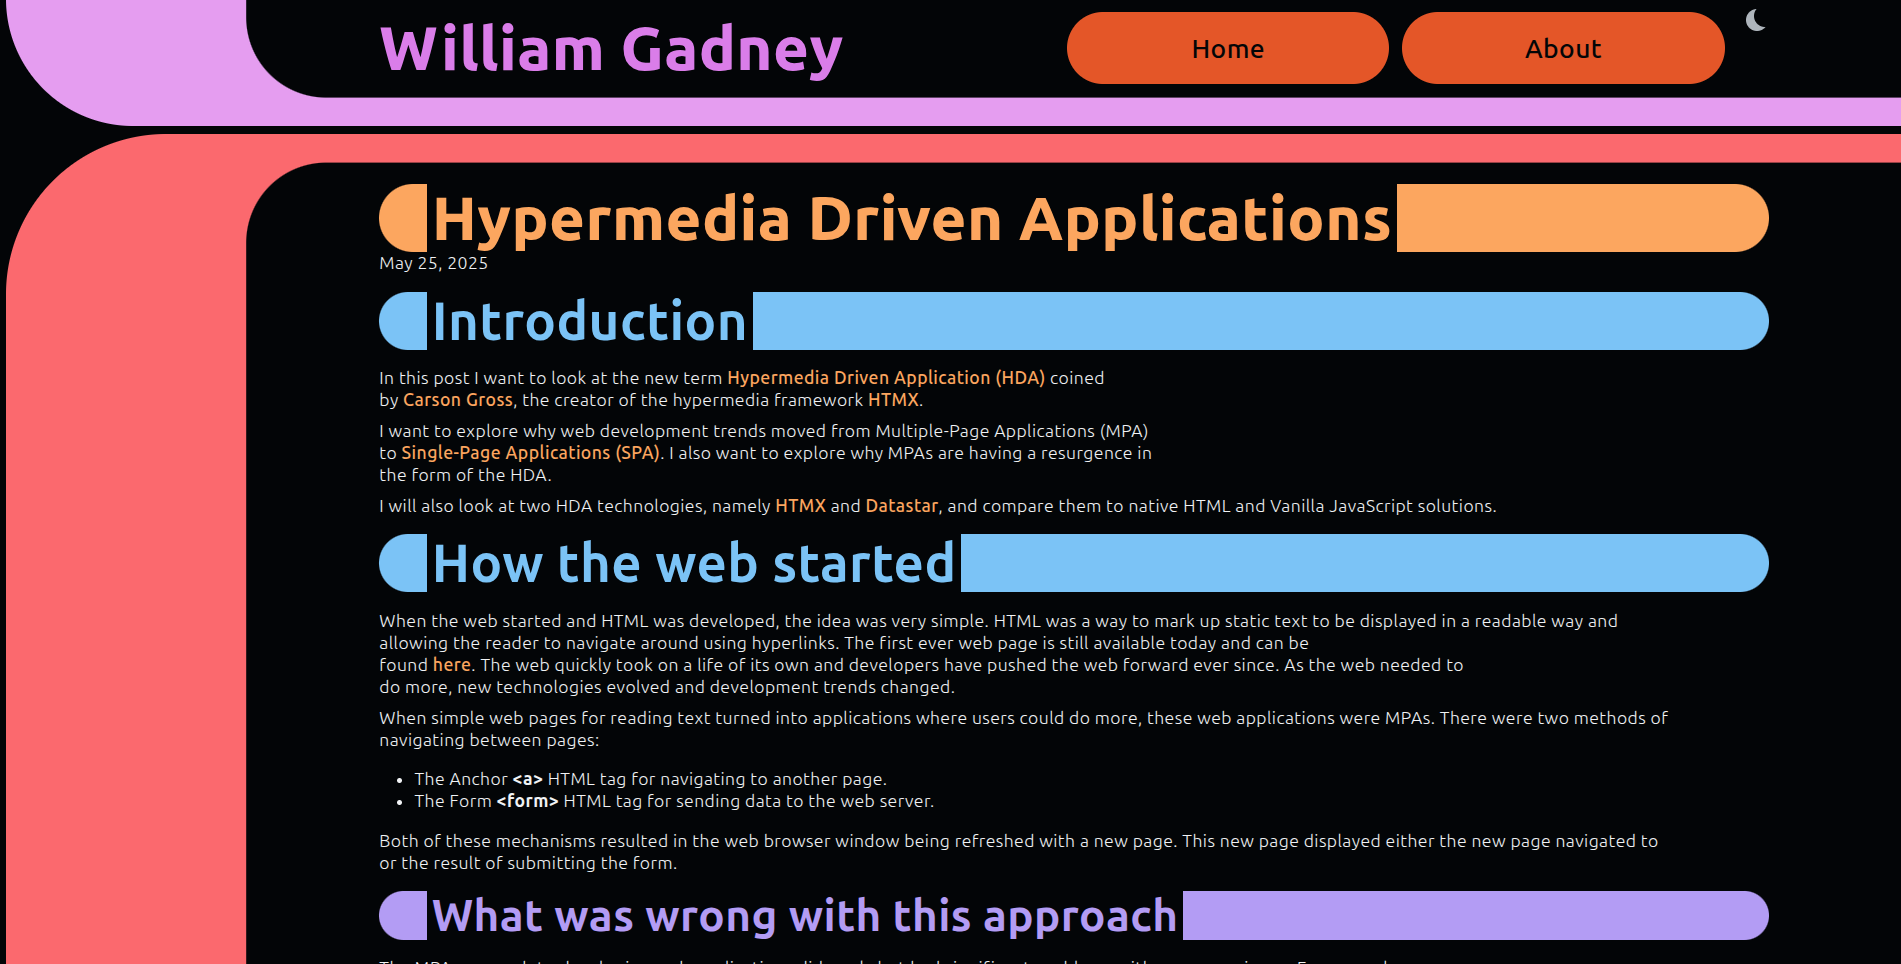 William Gadney
Home
About
Hypermedia Driven Applications
May 25, 2025
Introduction
In this post I want to look at the new term Hypermedia Driven Application (HDA) coined
by Carson Gross, the creator of the hypermedia framework HTMX.
I want to explore why web development trends moved from Multiple-Page Applications (MPA)
to Single-Page Applications (SPA). I also want to explore why MPAs are having a resurgence in
the form of the HDA.
I will also look at two HDA technologies, namely HTMX and Datastar, and compare them to native HTML and Vanilla JavaScript solutions.
How the web started
When the web started and HTML was developed, the idea was very simple. HTML was a way to mark up static text to be displayed in a readable way and
allowing the reader to navigate around using hyperlinks. The first ever web page is still available today and can be
found here. The web quickly took on a life of its own and developers have pushed the web forward ever since. As the web needed to
do more, new technologies evolved and development trends changed.
When simple web pages for reading text turned into applications where users could do more, these web applications were MPAs. There were two methods of
navigating between pages:
• The Anchor <a> HTML tag for navigating to another page.
• The Form <form> HTML tag for sending data to the web server.
Both of these mechanisms resulted in the web browser window being refreshed with a new page. This new page displayed either the new page navigated to
or the result of submitting the form.
What was wrong with this approach